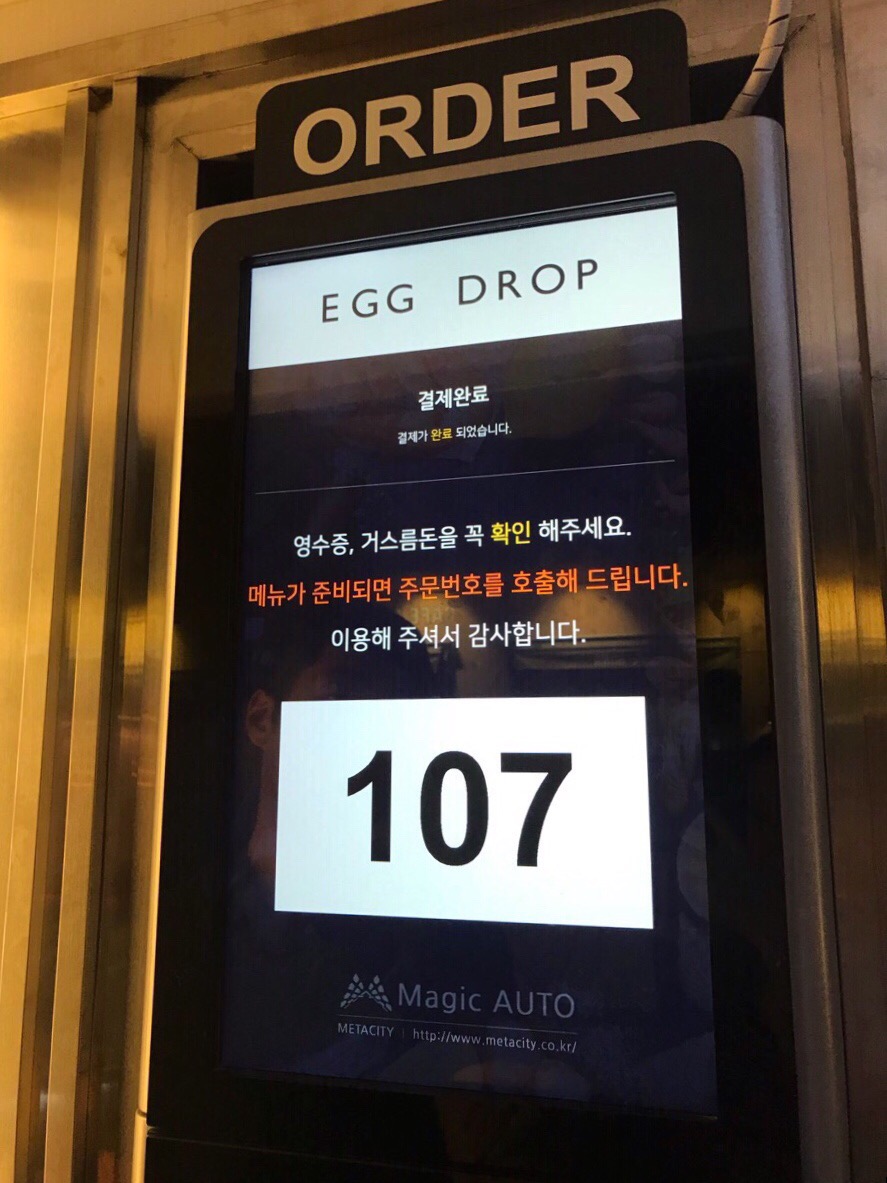 ORDER
EGG DROP
결제완료
결제가 완료 되었습니다.
영수증, 거스름돈을 꼭 확인 해주세요.
메뉴가 준비되면 주문번호를 호출해 드립니다.
이용해 주셔서 감사합니다.
107
Magic AUTO
METACITY | http://www.metacity.co.kr/